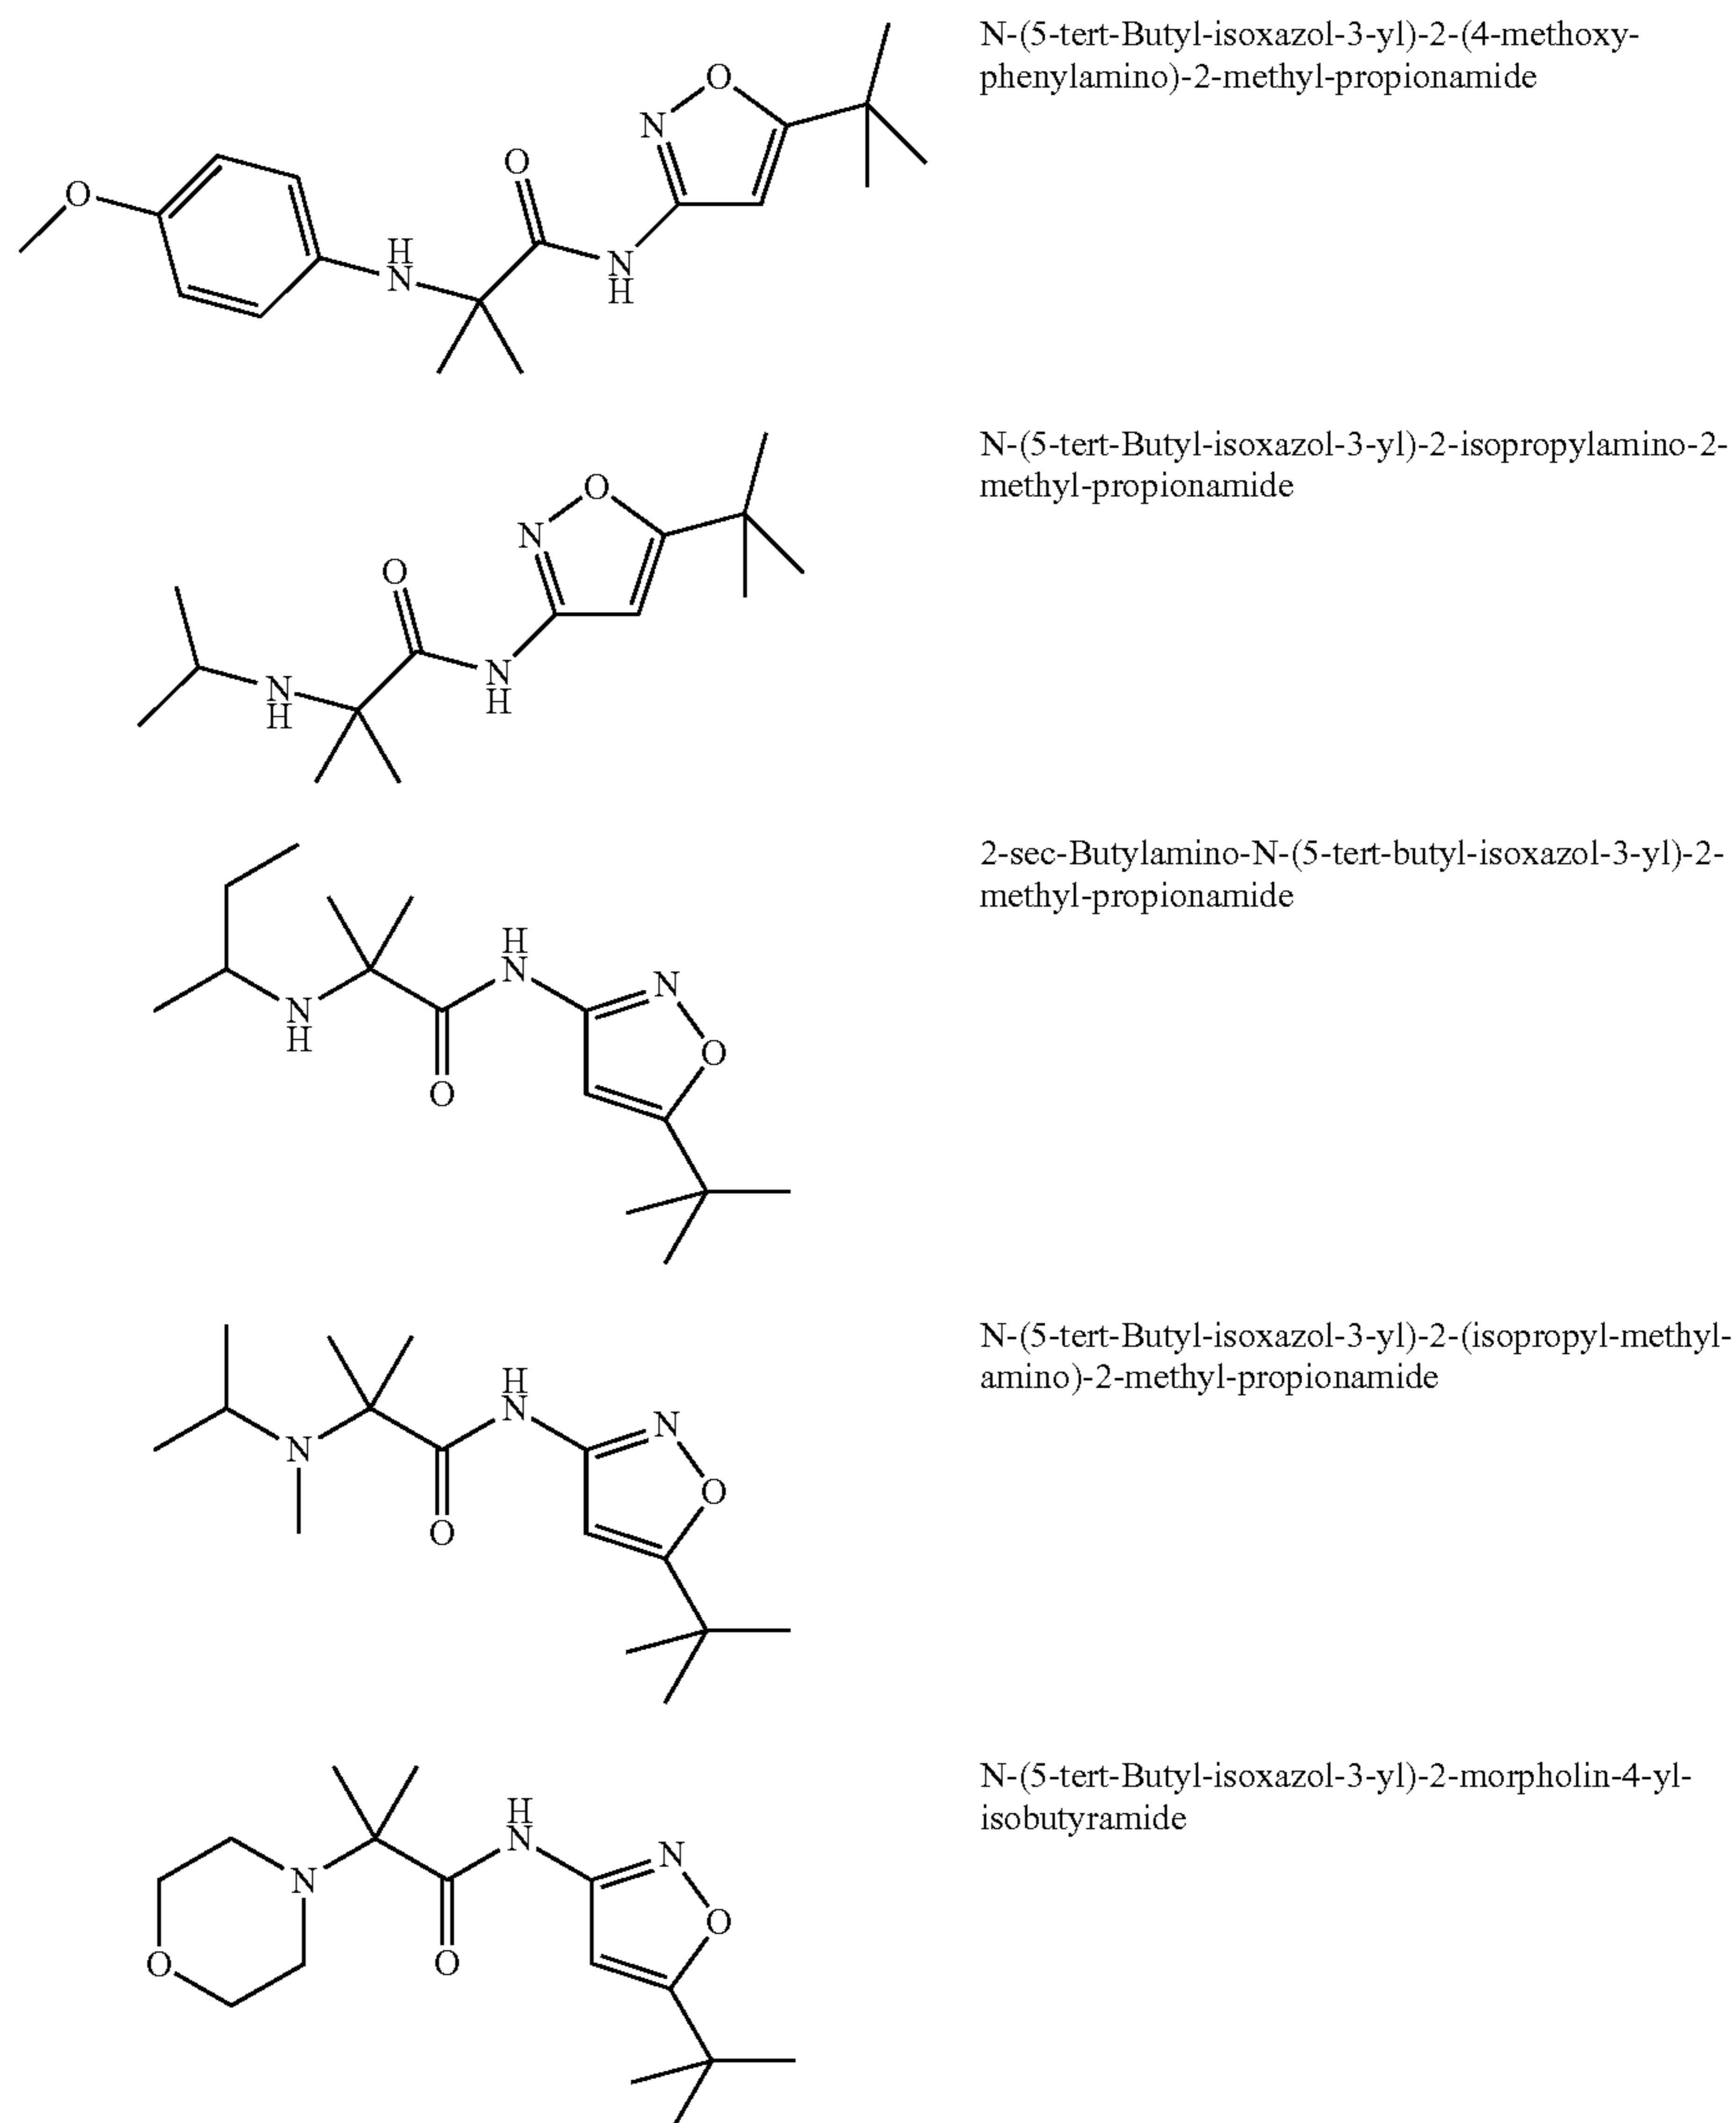 N-(5-tert-Butyl-isoxazol-3-yl)-2-(4-methoxy-
phenylamino)-2-methyl-propionamide
O
N
O
O
H
N
N
H
N-(5-tert-Butyl-isoxazol-3-yl)-2-isopropylamino-2-
methyl-propionamide
O
N
O
N
H
N
H
2-sec-Butylamino-N-(5-tert-butyl-isoxazol-3-yl)-2-
methyl-propionamide
H
N
N
N
H
O
O
N-(5-tert-Butyl-isoxazol-3-yl)-2-(isopropyl-methyl-
amino)-2-methyl-propionamide
H
N
N
N
O
O
N-(5-tert-Butyl-isoxazol-3-yl)-2-morpholin-4-yl-
isobutyramide
H
N
N
N
O
O
O